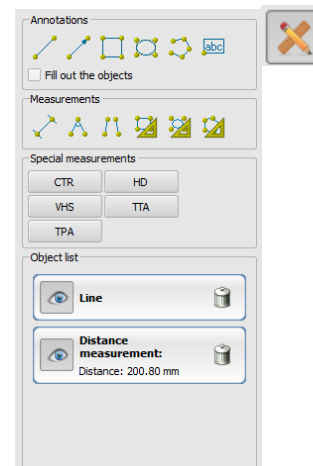 Annotations
abc
Fill out the objects
Measurements
Special measurements
CTR HD
VHS TTA
TPA
Object list
Line
Distance
measurement:
Distance: 200.80 mm